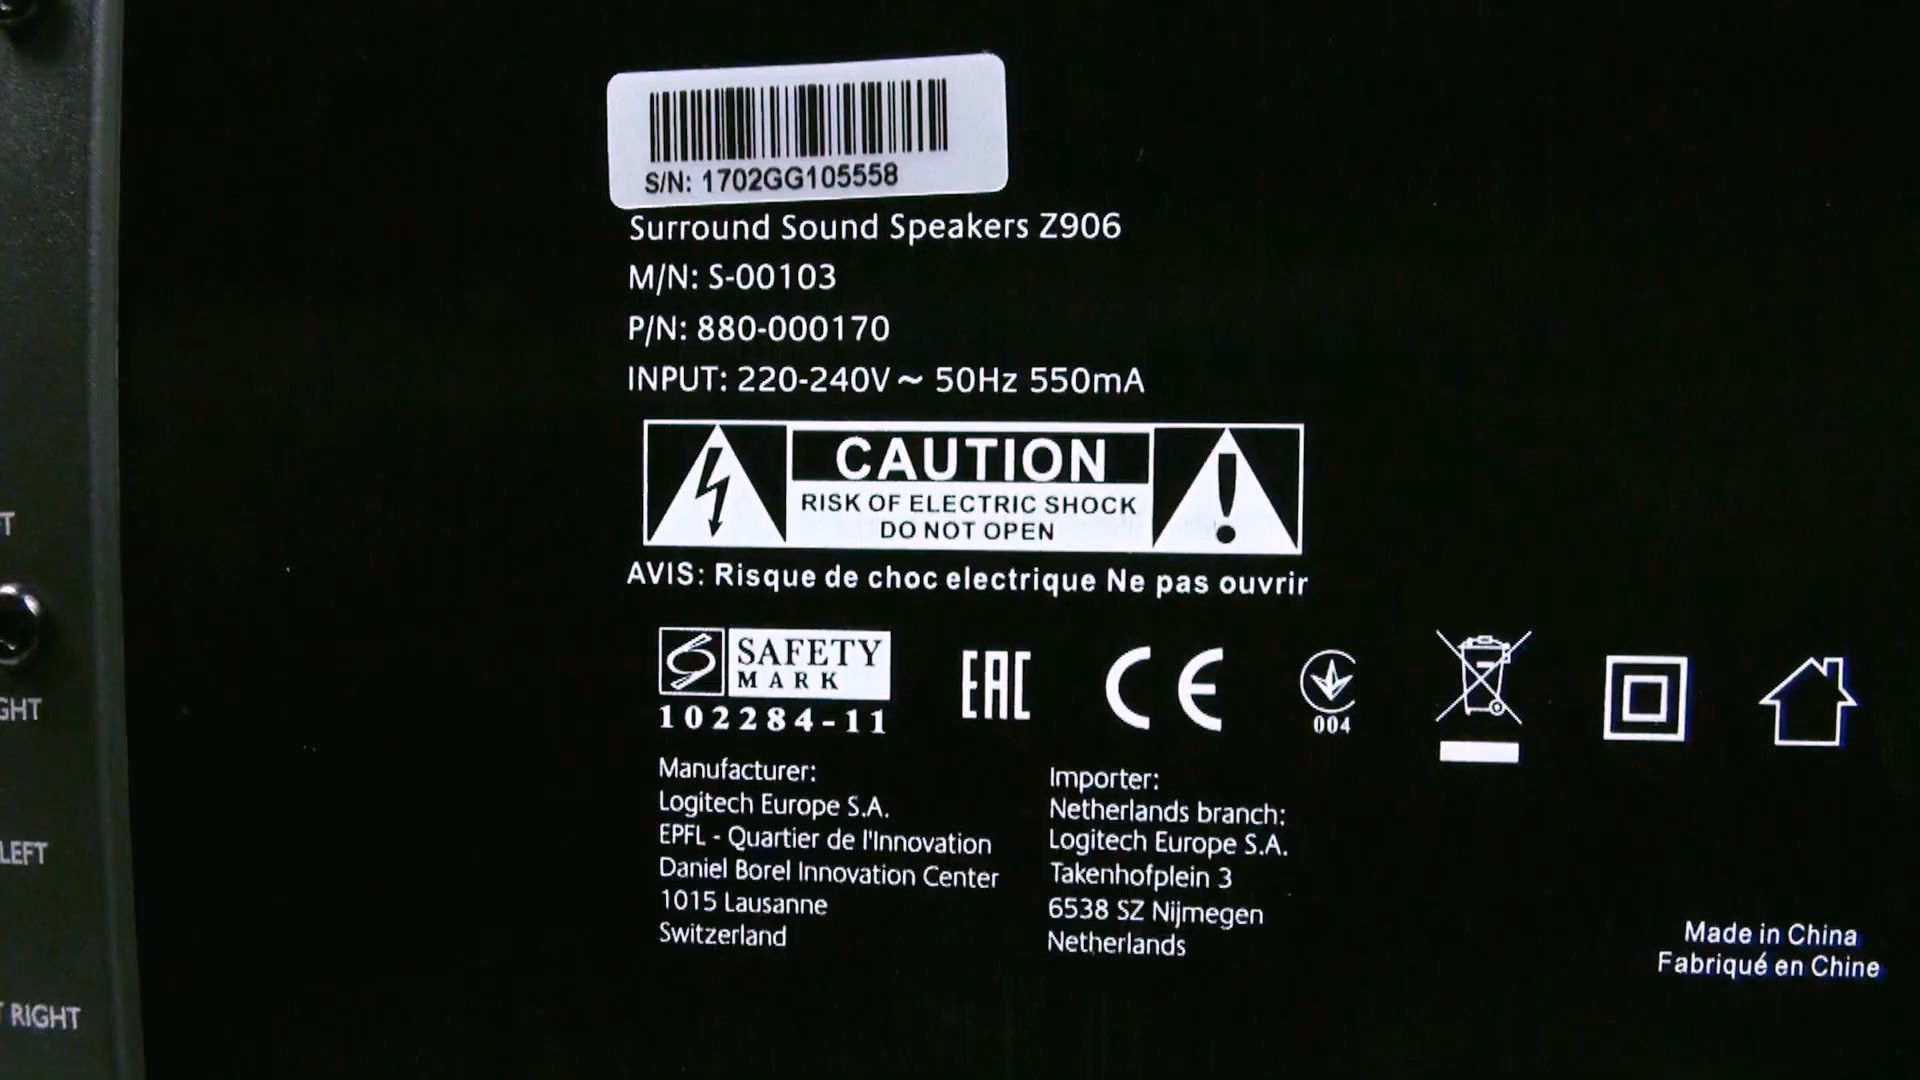 S/N: 1702GG105558
Surround Sound Speakers Z906
M/N: S-00103
P/N: 880-000170
INPUT: 220-240V ~ 50Hz 550mA
CAUTION
RISK OF ELECTRIC SHOCK
DO NOT OPEN
AVIS: Risque de choc electrique Ne pas ouvrir
SAFETY
MARK
102284-11
EAC
CE
004
Manufacturer:
Logitech Europe S.A.
EPFL - Quartier de l'Innovation
Daniel Borel Innovation Center
1015 Lausanne
Switzerland
Importer:
Netherlands branch:
Logitech Europe S.A.
Takenhofplein 3
6538 SZ Nijmegen
Netherlands
Made in China
Fabriqué en Chine
LEFT
RIGHT